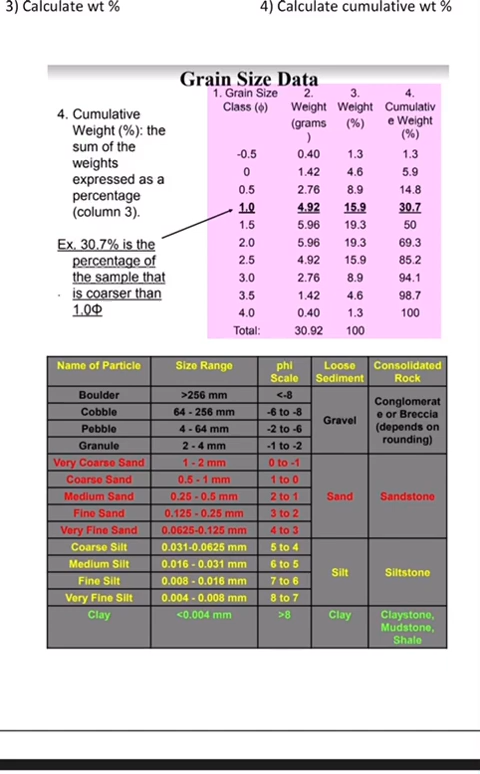 3) Calculate wt %
4) Calculate cumulative wt %
Grain Size Data
4. Cumulative
Weight (%): the
sum of the
weights
expressed as a
percentage
(column 3).
Ex. 30.7% is the
percentage of
the sample that
is coarser than
1.0Φ
1. Grain Size 2. 3. 4.
Class (ϕ) Weight Weight Cumulativ
(grams (%) e Weight
) (%)
-0.5 0.40 1.3 1.3
0 1.42 4.6 5.9
0.5 2.76 8.9 14.8
1.0 4.92 15.9 30.7
1.5 5.96 19.3 50
2.0 5.96 19.3 69.3
2.5 4.92 15.9 85.2
3.0 2.76 8.9 94.1
3.5 1.42 4.6 98.7
4.0 0.40 1.3 100
Total: 30.92 100
Name of Particle Size Range phi Loose Consolidated
Scale Sediment Rock
Boulder >256 mm <-8
Cobble 64 - 256 mm -6 to -8
Pebble 4 - 64 mm -2 to -6
Granule 2 - 4 mm -1 to -2
Gravel
Conglomerat
e or Breccia
(depends on
rounding)
Very Coarse Sand 1 - 2 mm 0 to -1
Coarse Sand 0.5 - 1 mm 1 to 0
Medium Sand 0.25 - 0.5 mm 2 to 1 Sand Sandstone
Fine Sand 0.125 - 0.25 mm 3 to 2
Very Fine Sand 0.0625-0.125 mm 4 to 3
Coarse Silt 0.031-0.0625 mm 5 to 4
Medium Silt 0.016 - 0.031 mm 6 to 5
Fine Silt 0.008 - 0.016 mm 7 to 6
Very Fine Silt 0.004 - 0.008 mm 8 to 7
Silt Siltstone
Clay <0.004 mm >8 Clay Claystone,
Mudstone,
Shale